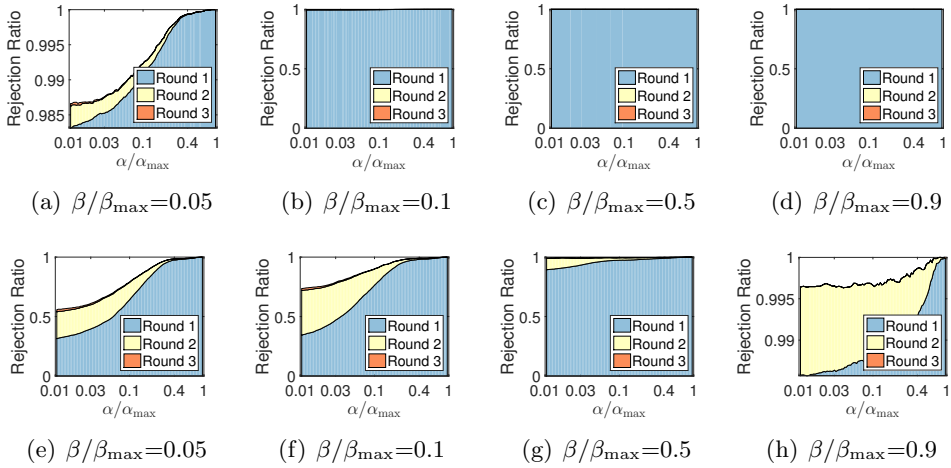 Rejection Ratio
1
0.995
0.99
0.985
0.01 0.03 0.1 0.4 1
α/αmax
Round 1
Round 2
Round 3
(a) β/βmax=0.05
Rejection Ratio
1
0.5
0
0.01 0.03 0.1 0.4 1
α/αmax
Round 1
Round 2
Round 3
(b) β/βmax=0.1
Rejection Ratio
1
0.5
0
0.01 0.03 0.1 0.4 1
α/αmax
Round 1
Round 2
Round 3
(c) β/βmax=0.5
Rejection Ratio
1
0.5
0
0.01 0.03 0.1 0.4 1
α/αmax
Round 1
Round 2
Round 3
(d) β/βmax=0.9
Rejection Ratio
1
0.5
0
0.01 0.03 0.1 0.4 1
α/αmax
Round 1
Round 2
Round 3
(e) β/βmax=0.05
Rejection Ratio
1
0.5
0
0.01 0.03 0.1 0.4 1
α/αmax
Round 1
Round 2
Round 3
(f) β/βmax=0.1
Rejection Ratio
1
0.5
0
0.01 0.03 0.1 0.4 1
α/αmax
Round 1
Round 2
Round 3
(g) β/βmax=0.5
Rejection Ratio
1
0.995
0.99
0.01 0.03 0.1 0.4 1
α/αmax
Round 1
Round 2
Round 3
(h) β/βmax=0.9